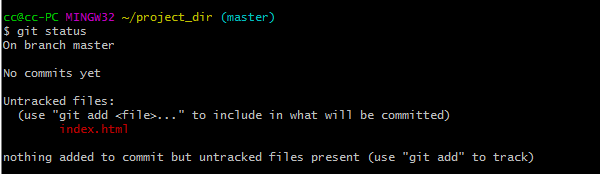 cc@cc-PC MINGW32 ~/project_dir (master)
$ git status
On branch master
No commits yet
Untracked files:
(use "git add <file>..." to include in what will be committed)
index.html
nothing added to commit but untracked files present (use "git add" to track)